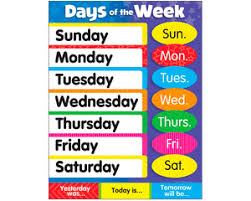 Days of the Week
Sunday Sun.
Monday Mon.
Tuesday Tues.
Wednesday Wed.
Thursday Thurs.
Friday Fri.
Saturday Sat.
Yesterday was... Today is... Tomorrow will be...